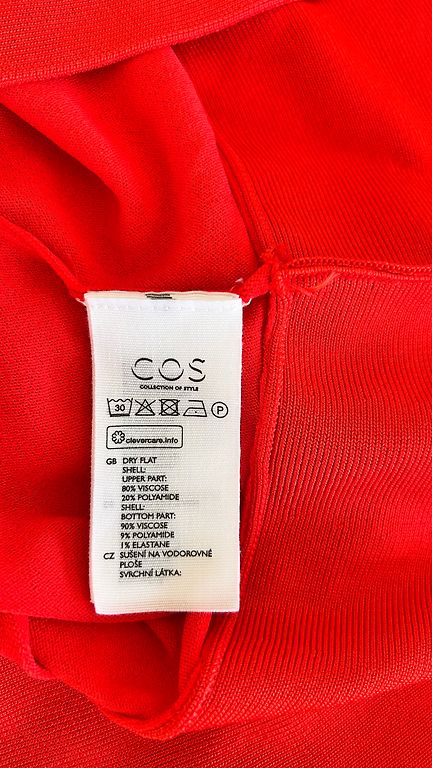 COS
COLLECTION OF STYLE
30
P
clevercare.info
GB DRY FLAT
SHELL:
UPPER PART:
80% VISCOSE
20% POLYAMIDE
SHELL:
BOTTOM PART:
90% VISCOSE
9% POLYAMIDE
1% ELASTANE
CZ SUŠENÍ NA VODOROVNÉ
PLOŠE
SVRCHNÍ LÁTKA: